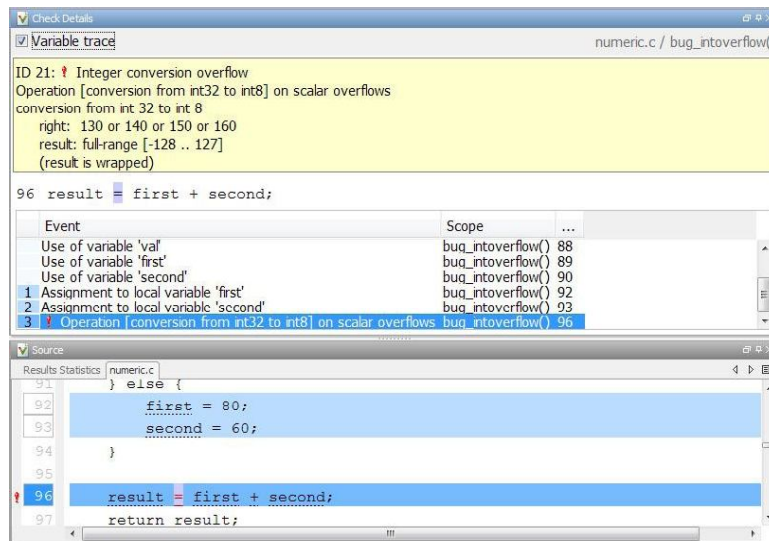 Check Details
Variable trace numeric.c / bug_intoverflow(
ID 21: ! Integer conversion overflow
Operation [conversion from int32 to int8] on scalar overflows
conversion from int 32 to int 8
right: 130 or 140 or 150 or 160
result: full-range [-128 .. 127]
(result is wrapped)
96 result = first + second;
Event Scope ...
Use of variable 'val' bug_intoverflow() 88
Use of variable 'first' bug_intoverflow() 89
Use of variable 'second' bug_intoverflow() 90
1 Assignment to local variable 'first' bug_intoverflow() 92
2 Assignment to local variable 'second' bug_intoverflow() 93
3 ! Operation [conversion from int32 to int8] on scalar overflows bug_intoverflow() 96
Source
Results Statistics numeric.c
91 } else {
92 first = 80;
93 second = 60;
94 }
95
! 96 result = first + second;
97 return result;